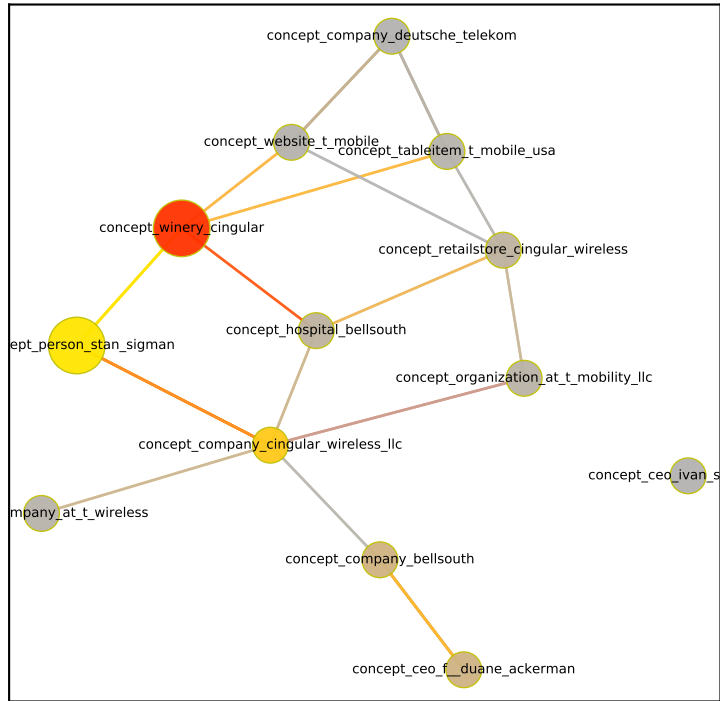 concept_company_deutsche_telekom
concept_website_t_mobile
concept_tableitem_t_mobile_usa
concept_winery_cingular
concept_retailstore_cingular_wireless
concept_hospital_bellsouth
ept_person_stan_sigman
concept_organization_at_t_mobility_llc
concept_company_cingular_wireless_llc
concept_ceo_ivan_s
mpany_at_t_wireless
concept_company_bellsouth
concept_ceo_f__duane_ackerman